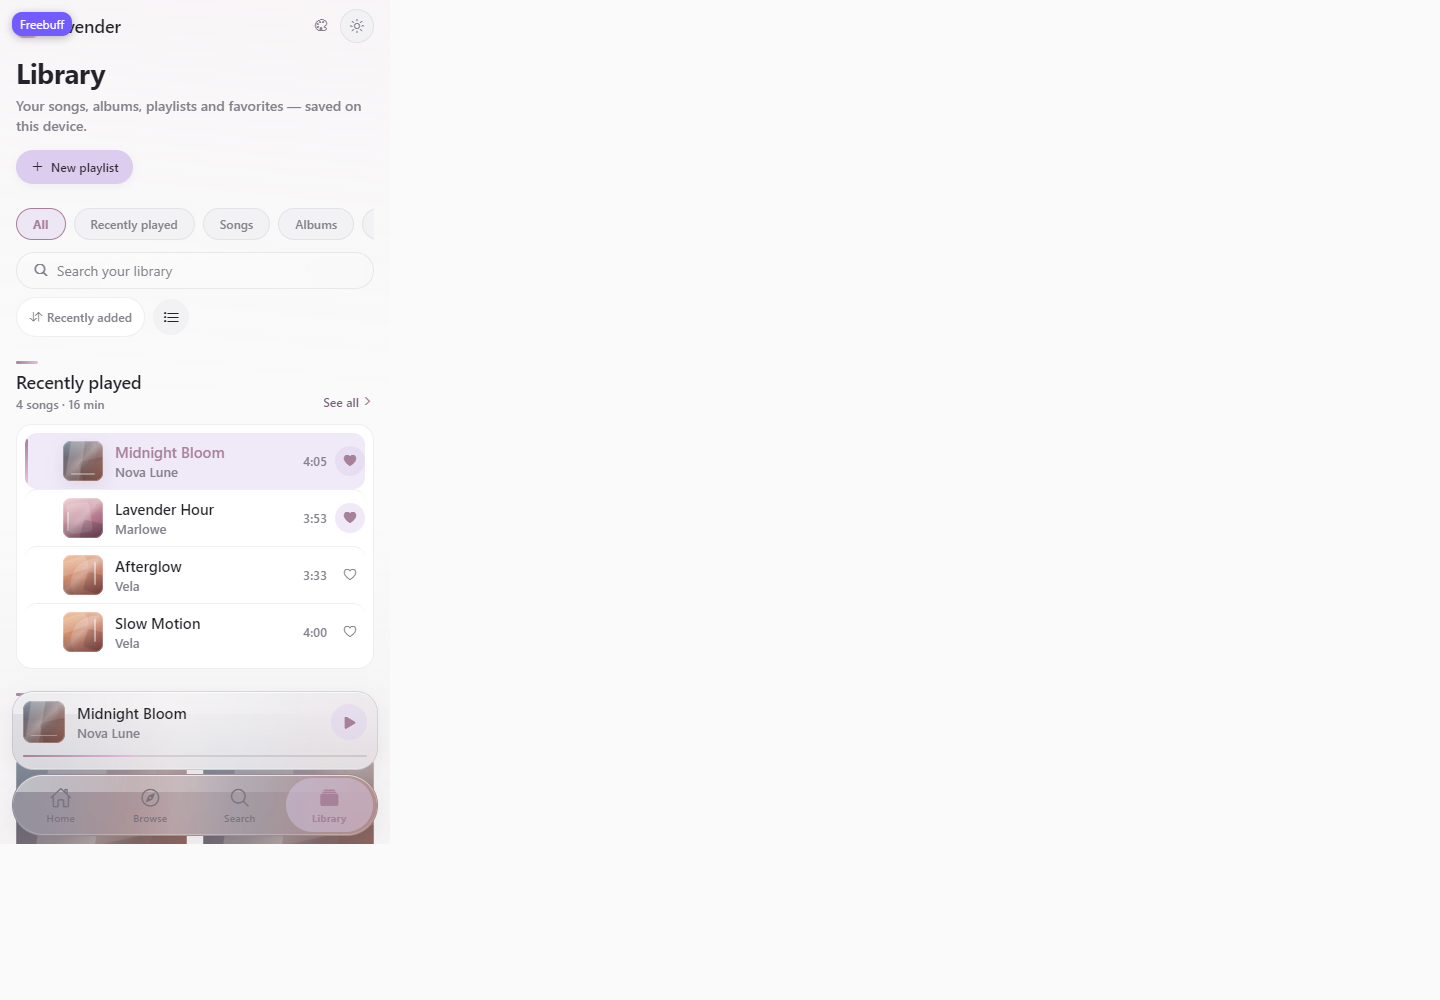 Freebuff
vender
Library
Your songs, albums, playlists and favorites — saved on
this device.
New playlist
All
Recently played
Songs
Albums
Search your library
Recently added
Recently played
4 songs · 16 min
See all
Midnight Bloom
Nova Lune
4:05
Lavender Hour
Marlowe
3:53
Afterglow
Vela
3:33
Slow Motion
Vela
4:00
Midnight Bloom
Nova Lune
Home
Browse
Search
Library